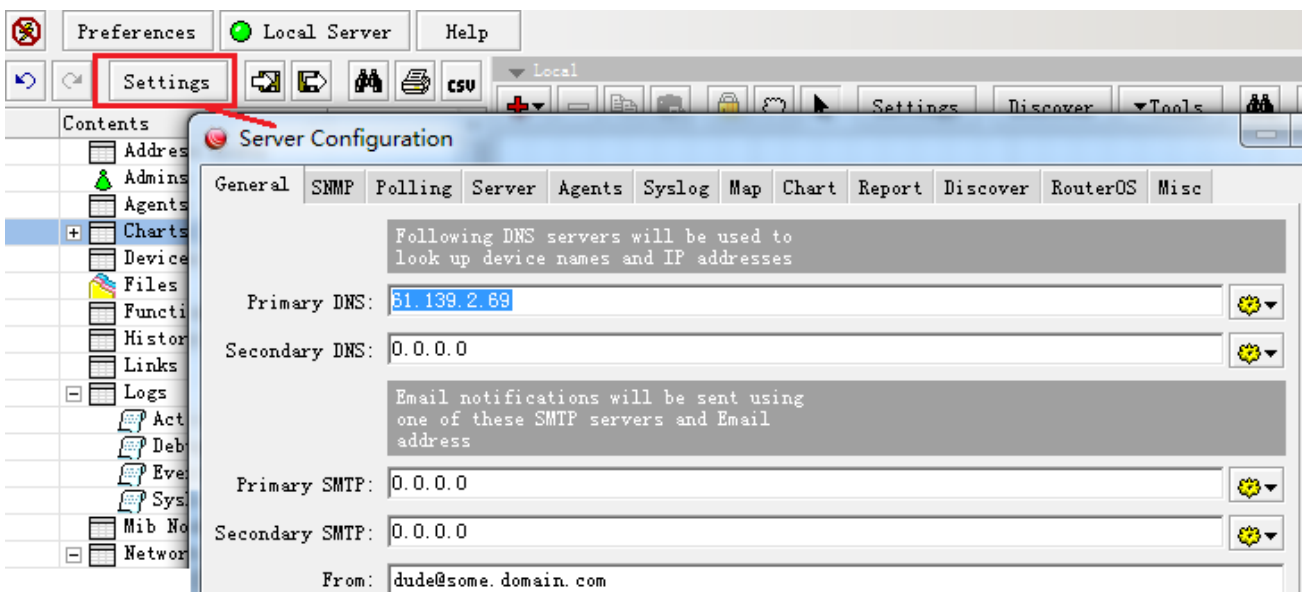 Preferences
Local Server
Help
Settings
csv
Local
Settings
Discover
Tools
Contents
Server Configuration
Addres
Admins
Agents
Charts
Device
Files
Functi
Histor
Links
Logs
Act
Deb
Eve
Sysl
Mib No
Networ
General SNMP Polling Server Agents Syslog Map Chart Report Discover RouterOS Misc
Following DNS servers will be used to
look up device names and IP addresses
Primary DNS: 61.139.2.69
Secondary DNS: 0.0.0.0
Email notifications will be sent using
one of these SMTP servers and Email
address
Primary SMTP: 0.0.0.0
Secondary SMTP: 0.0.0.0
From: dude@some.domain.com